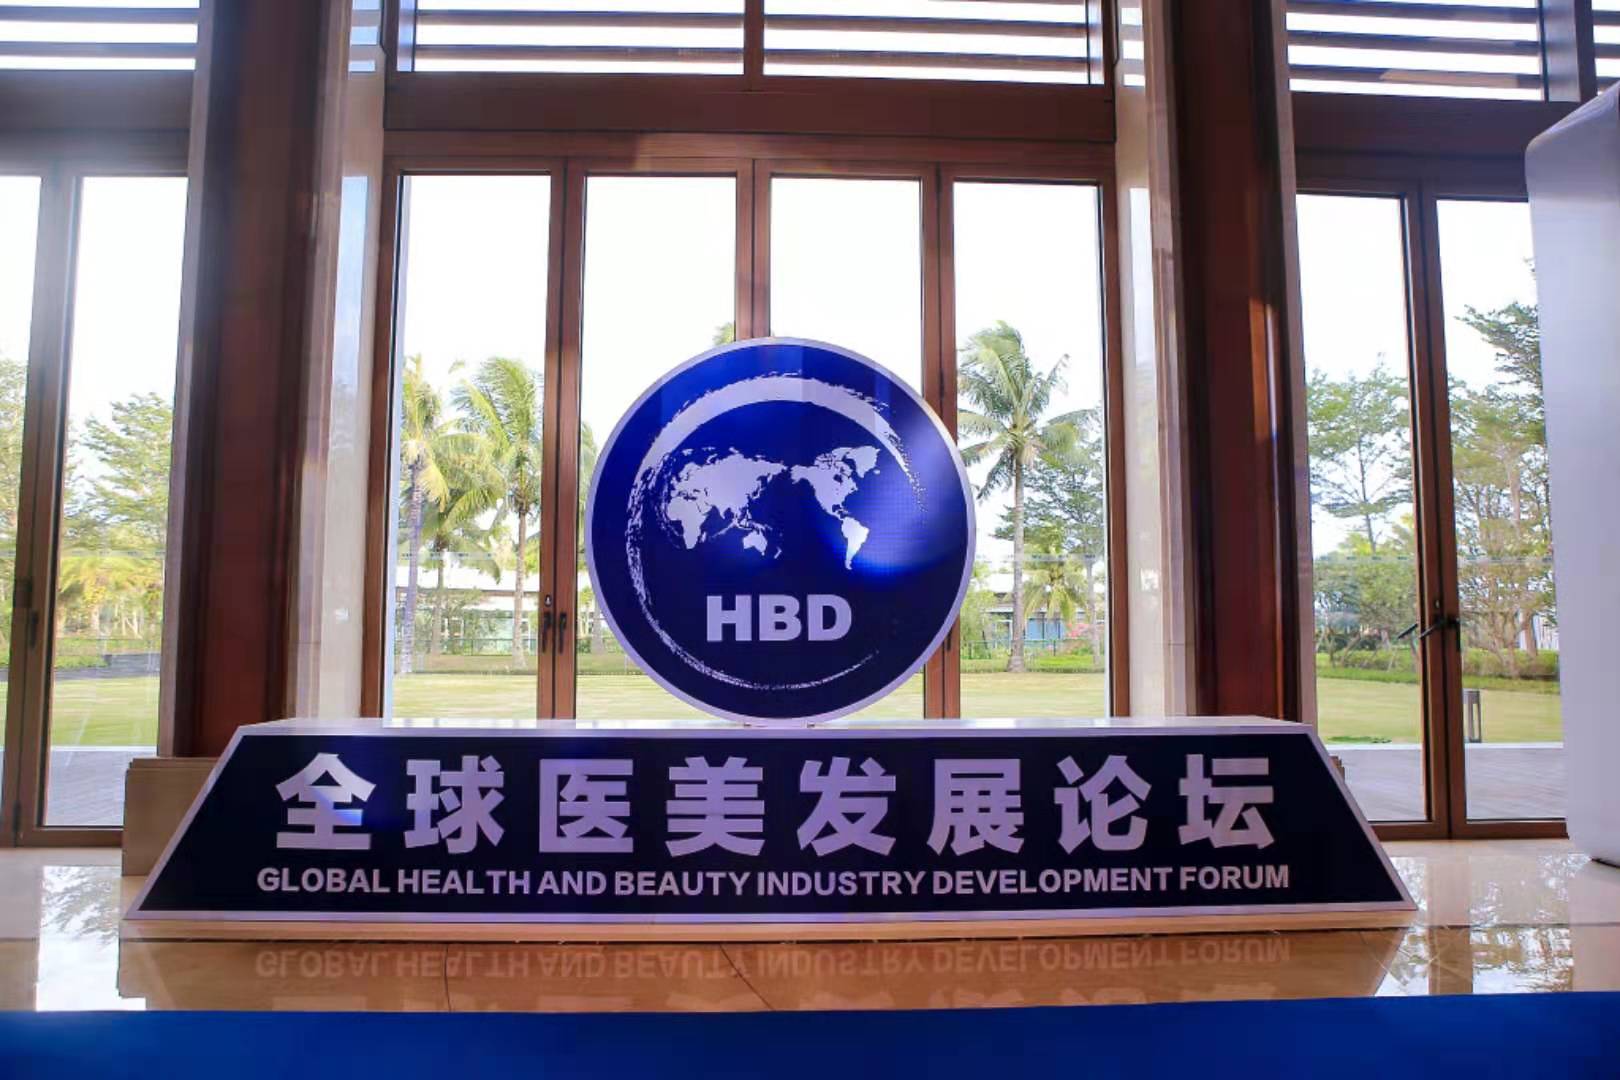 HBD
全球医美发展论坛
GLOBAL HEALTH AND BEAUTY INDUSTRY DEVELOPMENT FORUM